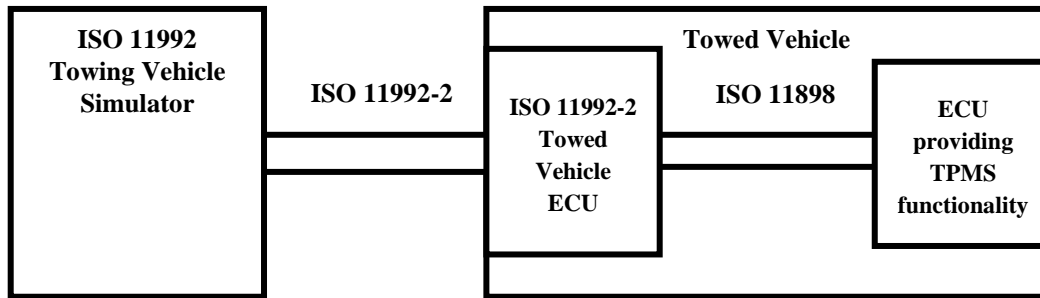 ISO 11992
Towing Vehicle
Simulator
ISO 11992-2
Towed Vehicle
ISO 11992-2
Towed
Vehicle
ECU
ISO 11898
ECU
providing
TPMS
functionality